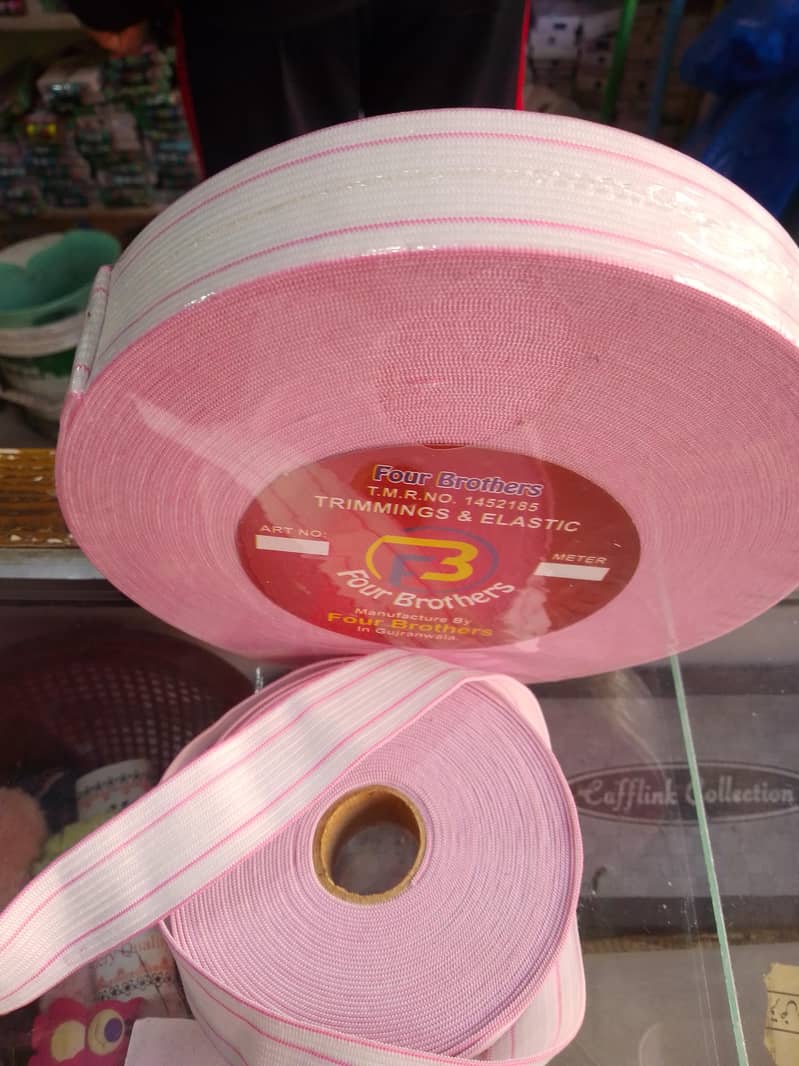 Four Brothers
T.M.R.NO. 1452185
TRIMMINGS & ELASTIC
ART NO:
METER
FB
Four Brothers
Manufacture By
Four Brothers
In Gujranwala.
Cafflink Collection